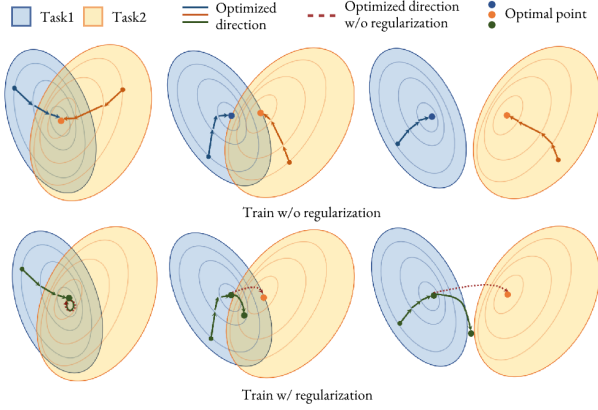 Task1 Task2 Optimized direction Optimized direction w/o regularization Optimal point
Train w/o regularization
Train w/ regularization